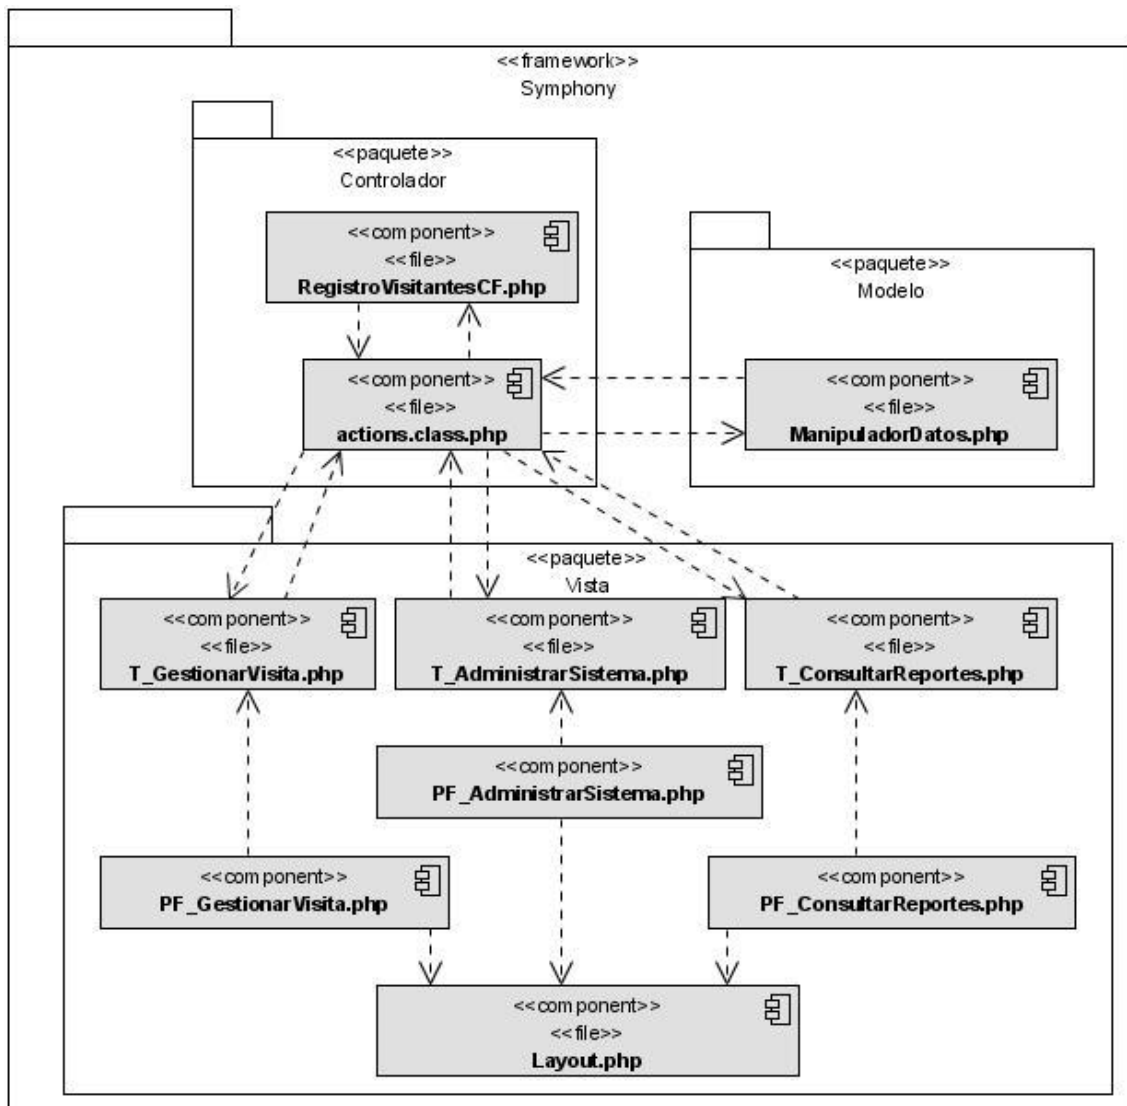 <<framework>>
Symphony
<<paquete>>
Controlador
<<component>>
<<file>>
RegistroVisitantesCF.php
<<paquete>>
Modelo
<<component>>
<<file>>
actions.class.php
<<component>>
<<file>>
ManipuladorDatos.php
<<paquete>>
Vista
<<component>>
<<file>>
T_GestionarVisita.php
<<component>>
<<file>>
T_AdministrarSistema.php
<<component>>
<<file>>
T_ConsultarReportes.php
<<component>>
PF_AdministrarSistema.php
<<component>>
PF_GestionarVisita.php
<<component>>
PF_ConsultarReportes.php
<<component>>
<<file>>
Layout.php